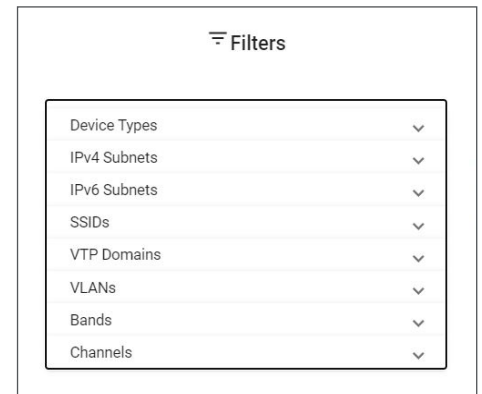 Filters
Device Types
IPv4 Subnets
IPv6 Subnets
SSIDs
VTP Domains
VLANs
Bands
Channels